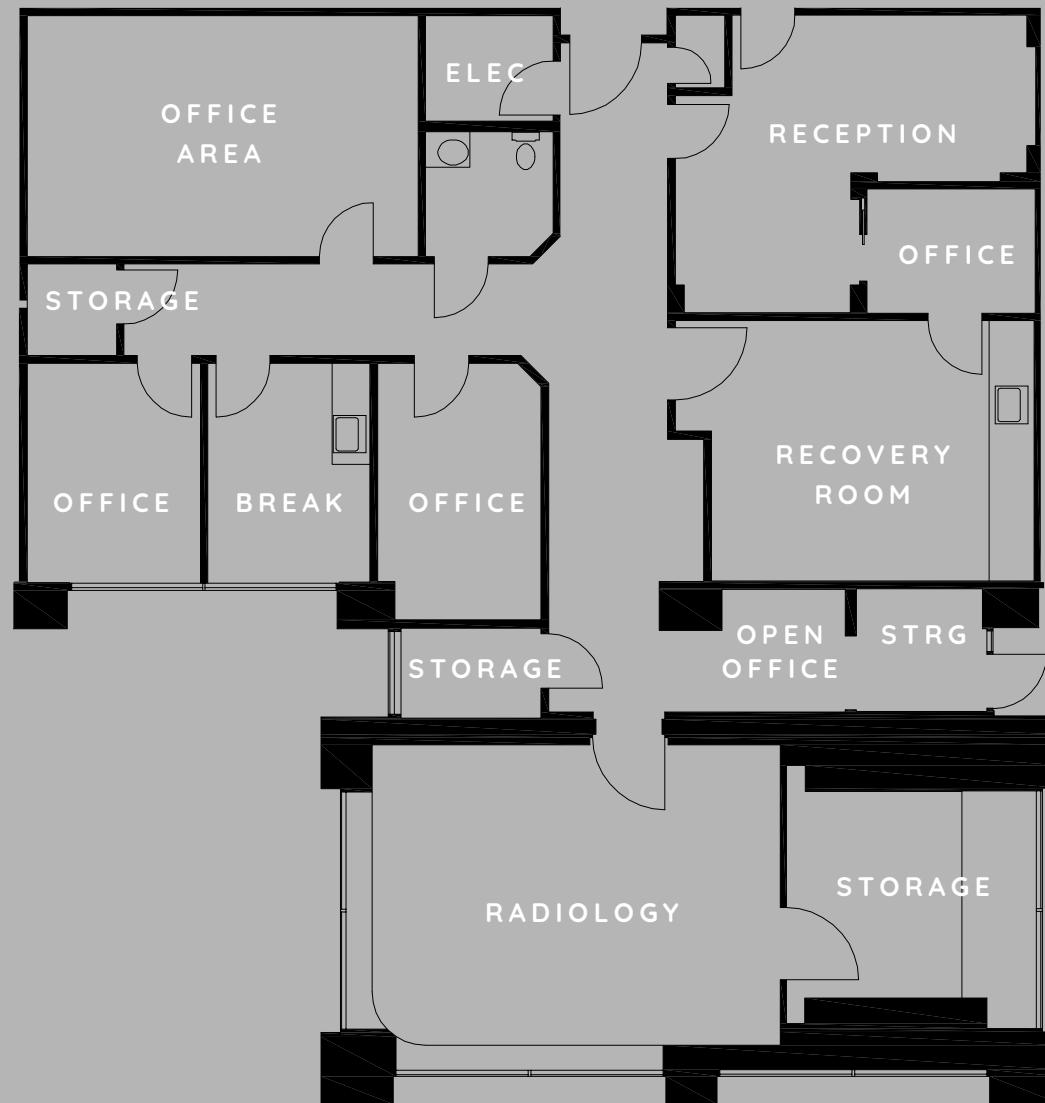 ELEC
OFFICE
AREA
RECEPTION
OFFICE
STORAGE
RECOVERY
ROOM
OFFICE
BREAK
OFFICE
OPEN
OFFICE
STRG
STORAGE
STORAGE
RADIOLOGY